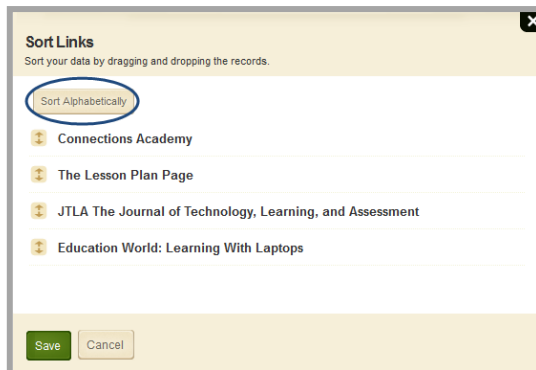 Sort Links
Sort your data by dragging and dropping the records.
Sort Alphabetically
Connections Academy
The Lesson Plan Page
JTLA The Journal of Technology, Learning, and Assessment
Education World: Learning With Laptops
Save Cancel